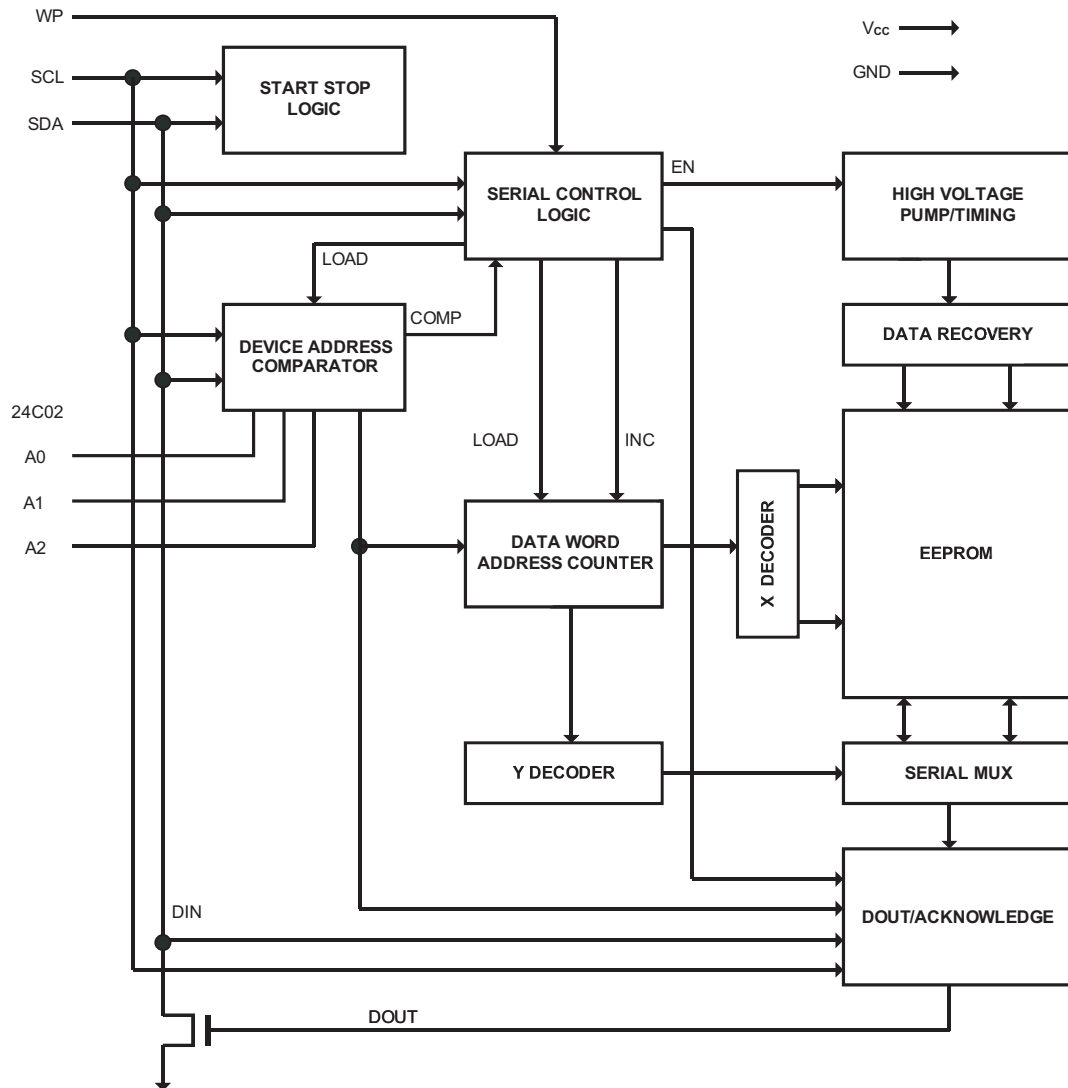 WP
Vcc
SCL
GND
START STOP
LOGIC
SDA
SERIAL CONTROL
LOGIC
EN
HIGH VOLTAGE
PUMP/TIMING
LOAD
COMP
DEVICE ADDRESS
COMPARATOR
DATA RECOVERY
24C02
A0
A1
A2
LOAD
INC
DATA WORD
ADDRESS COUNTER
X DECODER
EEPROM
Y DECODER
SERIAL MUX
DIN
DOUT/ACKNOWLEDGE
DOUT